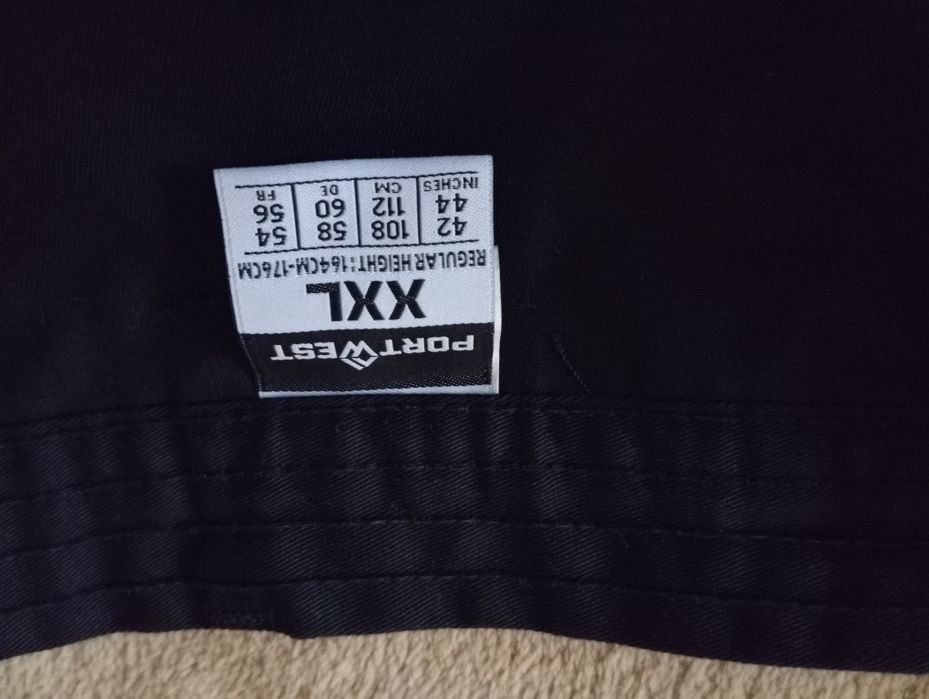 PORTWEST
XXL
REGULAR HEIGHT:164CM-176CM
42 108 58 54
44 112 60 56
INCHES CM DE FR